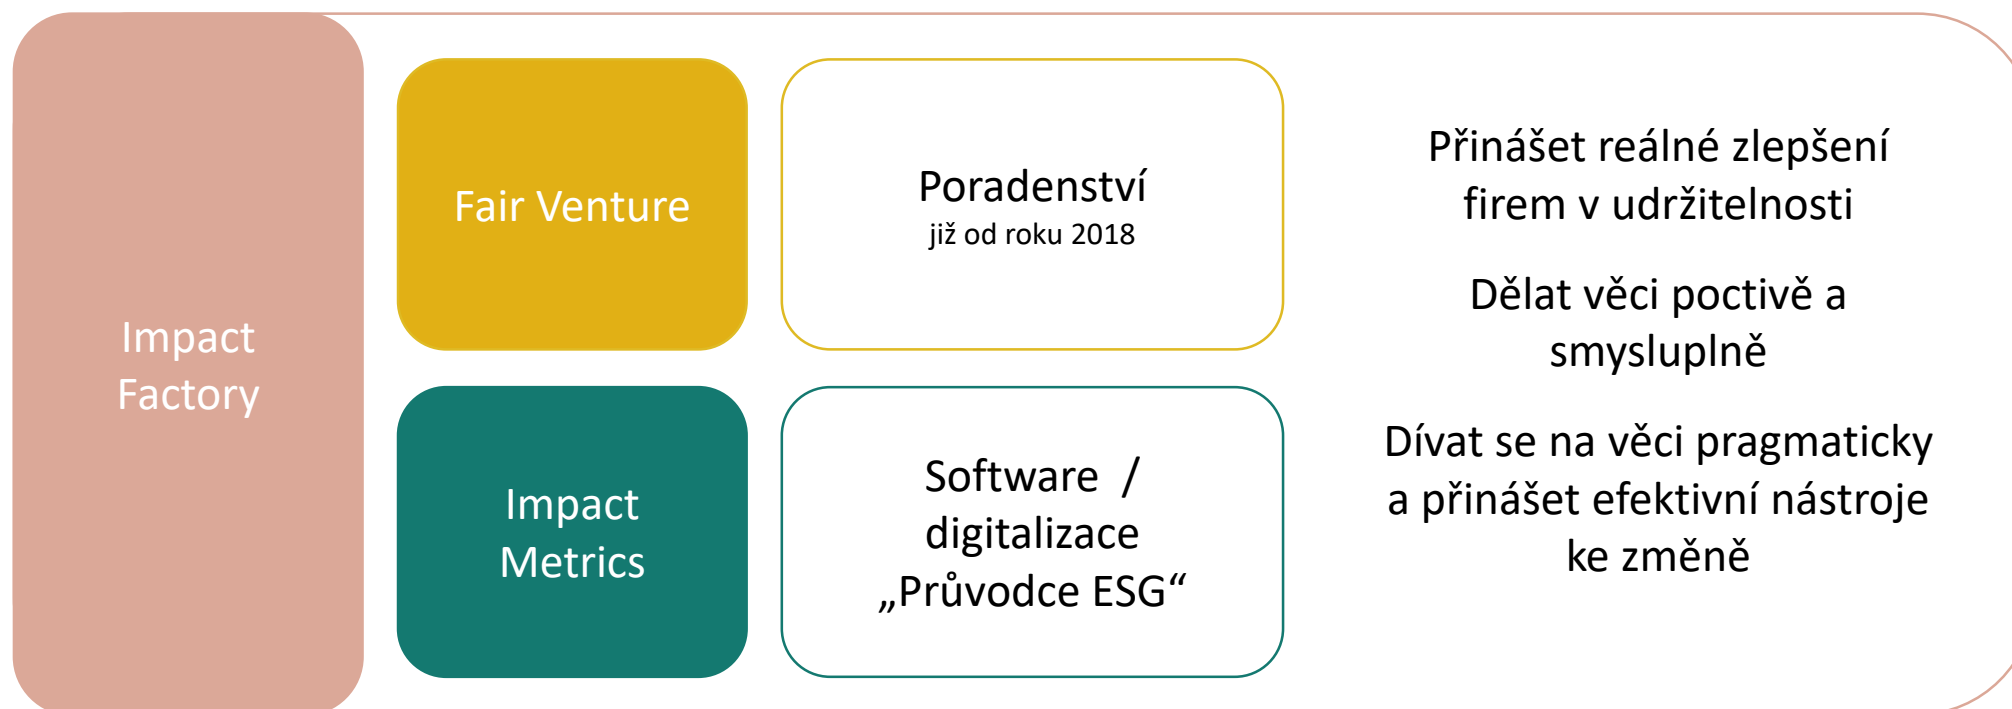 Impact
Factory
Fair Venture
Poradenství
již od roku 2018
Impact
Metrics
Software /
digitalizace
„Průvodce ESG“
Přinášet reálné zlepšení
firem v udržitelnosti
Dělat věci poctivě a
smysluplně
Dívat se na věci pragmaticky
a přinášet efektivní nástroje
ke změně